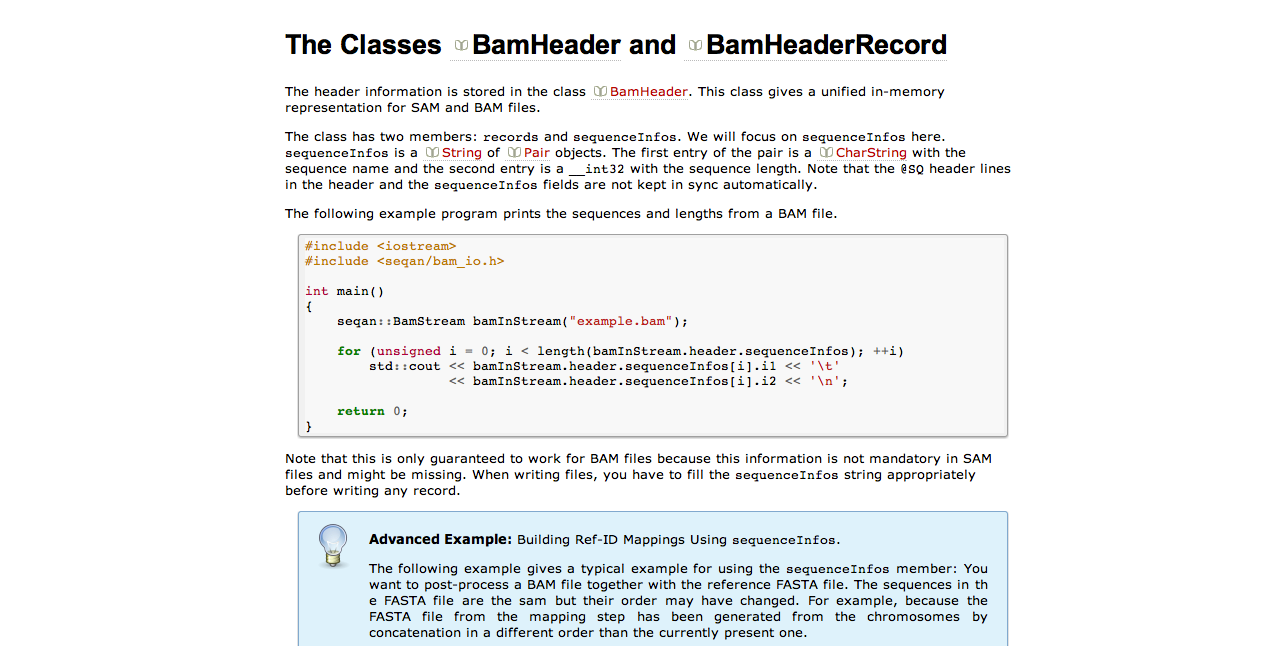 The Classes BamHeader and BamHeaderRecord
The header information is stored in the class BamHeader. This class gives a unified in-memory
representation for SAM and BAM files.
The class has two members: records and sequenceInfos. We will focus on sequenceInfos here.
sequenceInfos is a String of Pair objects. The first entry of the pair is a CharString with the
sequence name and the second entry is a __int32 with the sequence length. Note that the @SQ header lines
in the header and the sequenceInfos fields are not kept in sync automatically.
The following example program prints the sequences and lengths from a BAM file.
#include <iostream>
#include <seqan/bam_io.h>
int main()
{
    seqan::BamStream bamInStream("example.bam");
    for (unsigned i = 0; i < length(bamInStream.header.sequenceInfos); ++i)
        std::cout << bamInStream.header.sequenceInfos[i].i1 << '\t'
                  << bamInStream.header.sequenceInfos[i].i2 << '\n';
    return 0;
}
Note that this is only guaranteed to work for BAM files because this information is not mandatory in SAM
files and might be missing. When writing files, you have to fill the sequenceInfos string appropriately
before writing any record.
Advanced Example: Building Ref-ID Mappings Using sequenceInfos.
The following example gives a typical example for using the sequenceInfos member: You
want to post-process a BAM file together with the reference FASTA file. The sequences in th
e FASTA file are the sam but their order may have changed. For example, because the
FASTA file from the mapping step has been generated from the chromosomes by
concatenation in a different order than the currently present one.